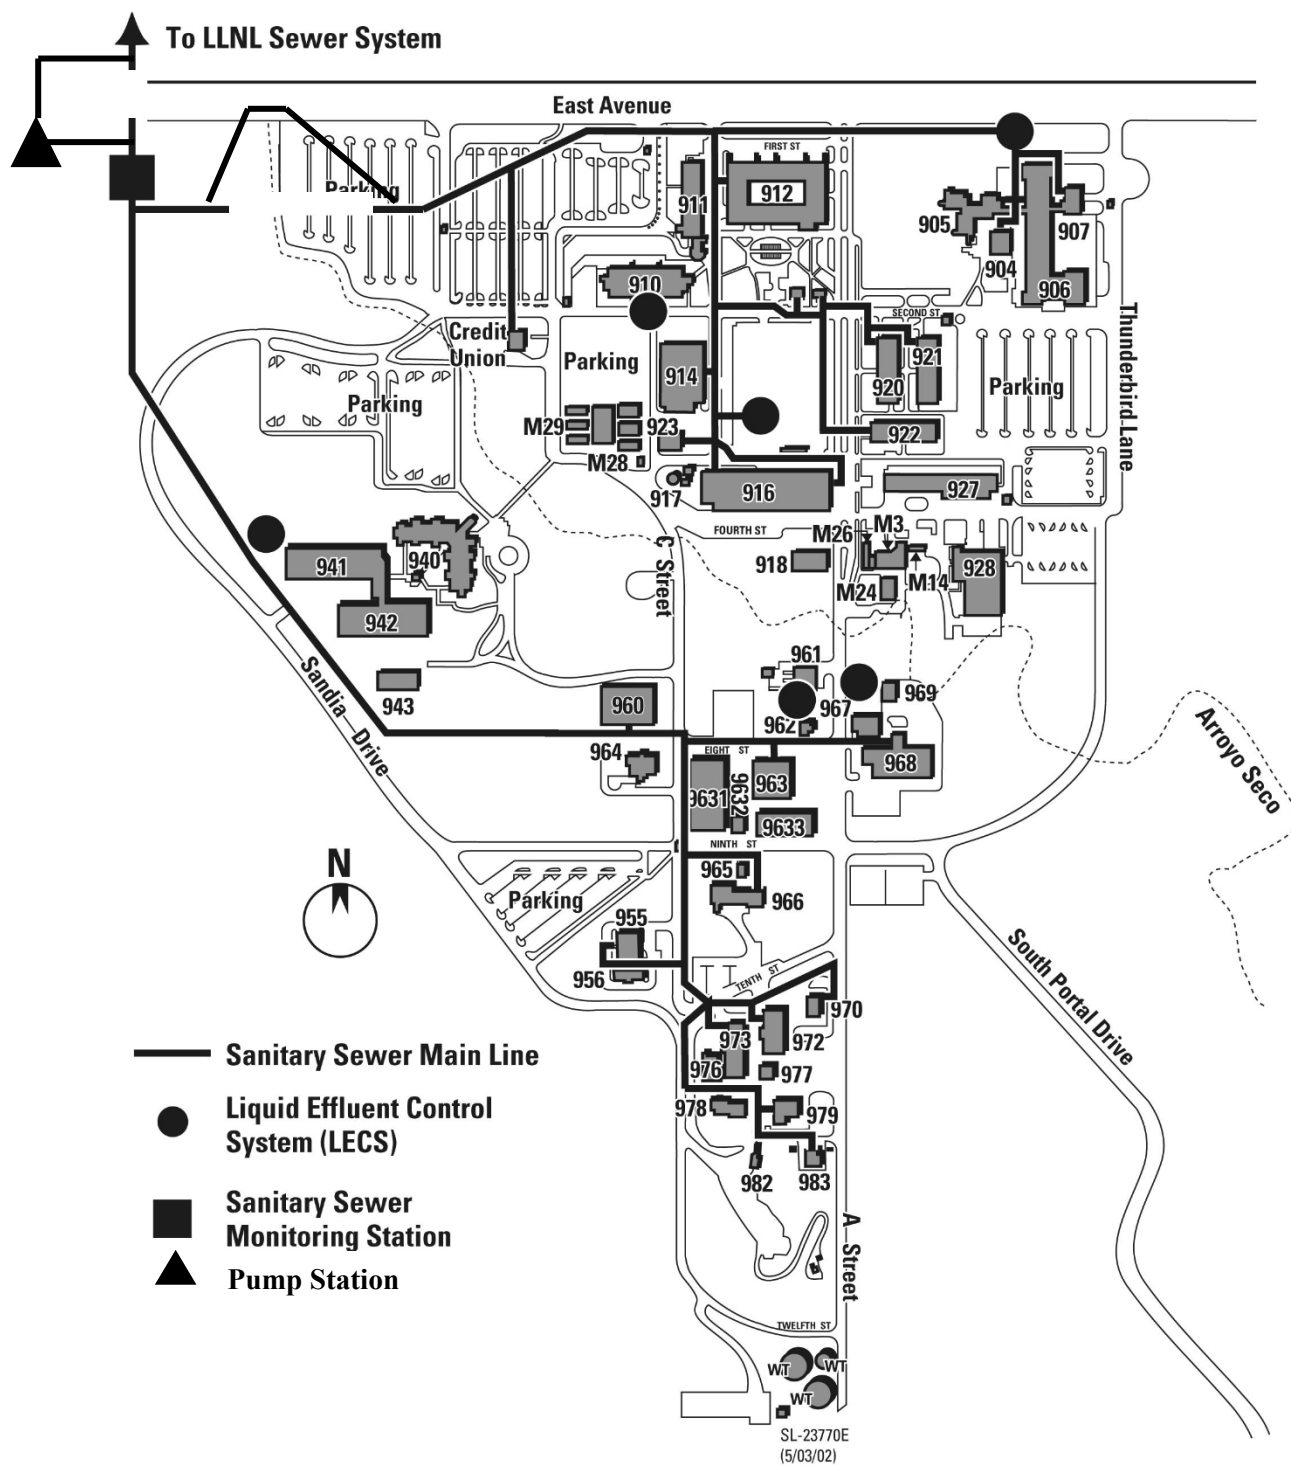 To LLNL Sewer System
East Avenue
FIRST ST
Parking
911
912
905
907
904
906
910
SECOND ST
Thunderbird Lane
Credit
Union
Parking
914
920
921
Parking
Parking
M29
923
922
M28
917
916
927
FOURTH ST
M26
M3
C Street
918
M24
M14
928
941
940
942
961
969
Sandia Drive
943
960
962
967
Arroyo Seco
964
EIGHT ST
9631
9632
963
968
9633
NINTH ST
N
965
966
Parking
955
956
TENTH ST
South Portal Drive
970
973
972
976
977
978
979
982
983
Sanitary Sewer Main Line
Liquid Effluent Control
System (LECS)
Sanitary Sewer
Monitoring Station
Pump Station
A Street
TWELFTH ST
WT
WT
WT
SL-23770E
(5/03/02)